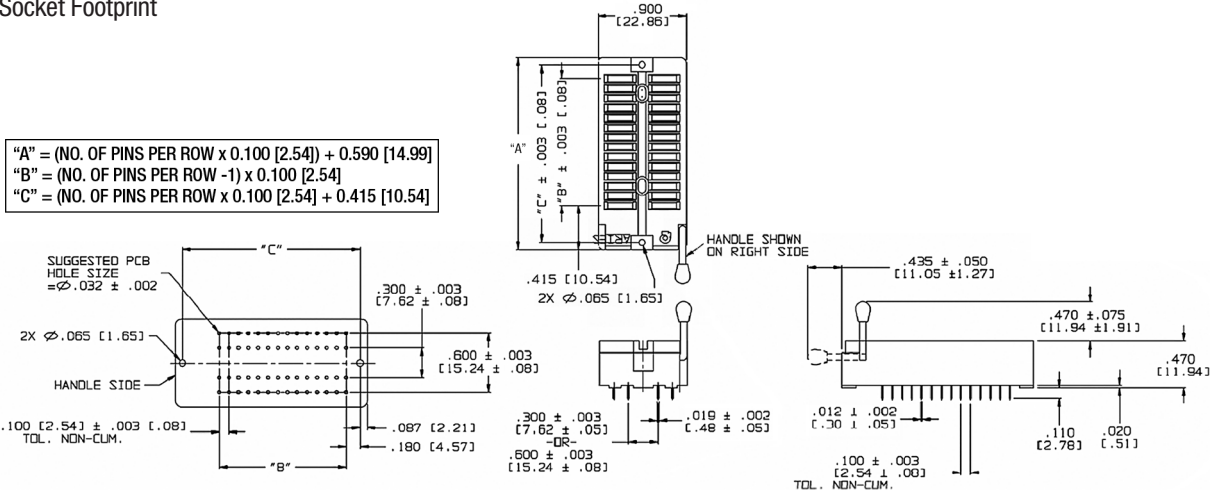 Socket Footprint
"A" = (NO. OF PINS PER ROW x 0.100 [2.54]) + 0.590 [14.99]
"B" = (NO. OF PINS PER ROW -1) x 0.100 [2.54]
"C" = (NO. OF PINS PER ROW x 0.100 [2.54] + 0.415 [10.54]
.900
[22.86]
"A"
"C" ± .003 [.08]
"B" ± .003 [.08]
HANDLE SHOWN
ON RIGHT SIDE
.415 [10.54]
2X Ø.065 [1.65]
"C"
SUGGESTED PCB
HOLE SIZE
=Ø.032 ± .002
.300 ± .003
[7.62 ± .08]
2X Ø.065 [1.65]
.600 ± .003
[15.24 ± .08]
HANDLE SIDE
.100 [2.54] ± .003 [.08]
TOL. NON-CUM.
.087 [2.21]
.180 [4.57]
"B"
.300 ± .003
[7.62 ± .05]
-OR-
.600 ± .003
[15.24 ± .08]
.019 ± .002
[.48 ± .05]
.435 ± .050
[11.05 ±1.27]
.470 ±.075
[11.94 ±1.91]
.470
[11.94]
.012 ± .002
[.30 ± .05]
.110
[2.78]
.020
[.51]
.100 ± .003
[2.54 ± .08]
TOL. NON-CUM.